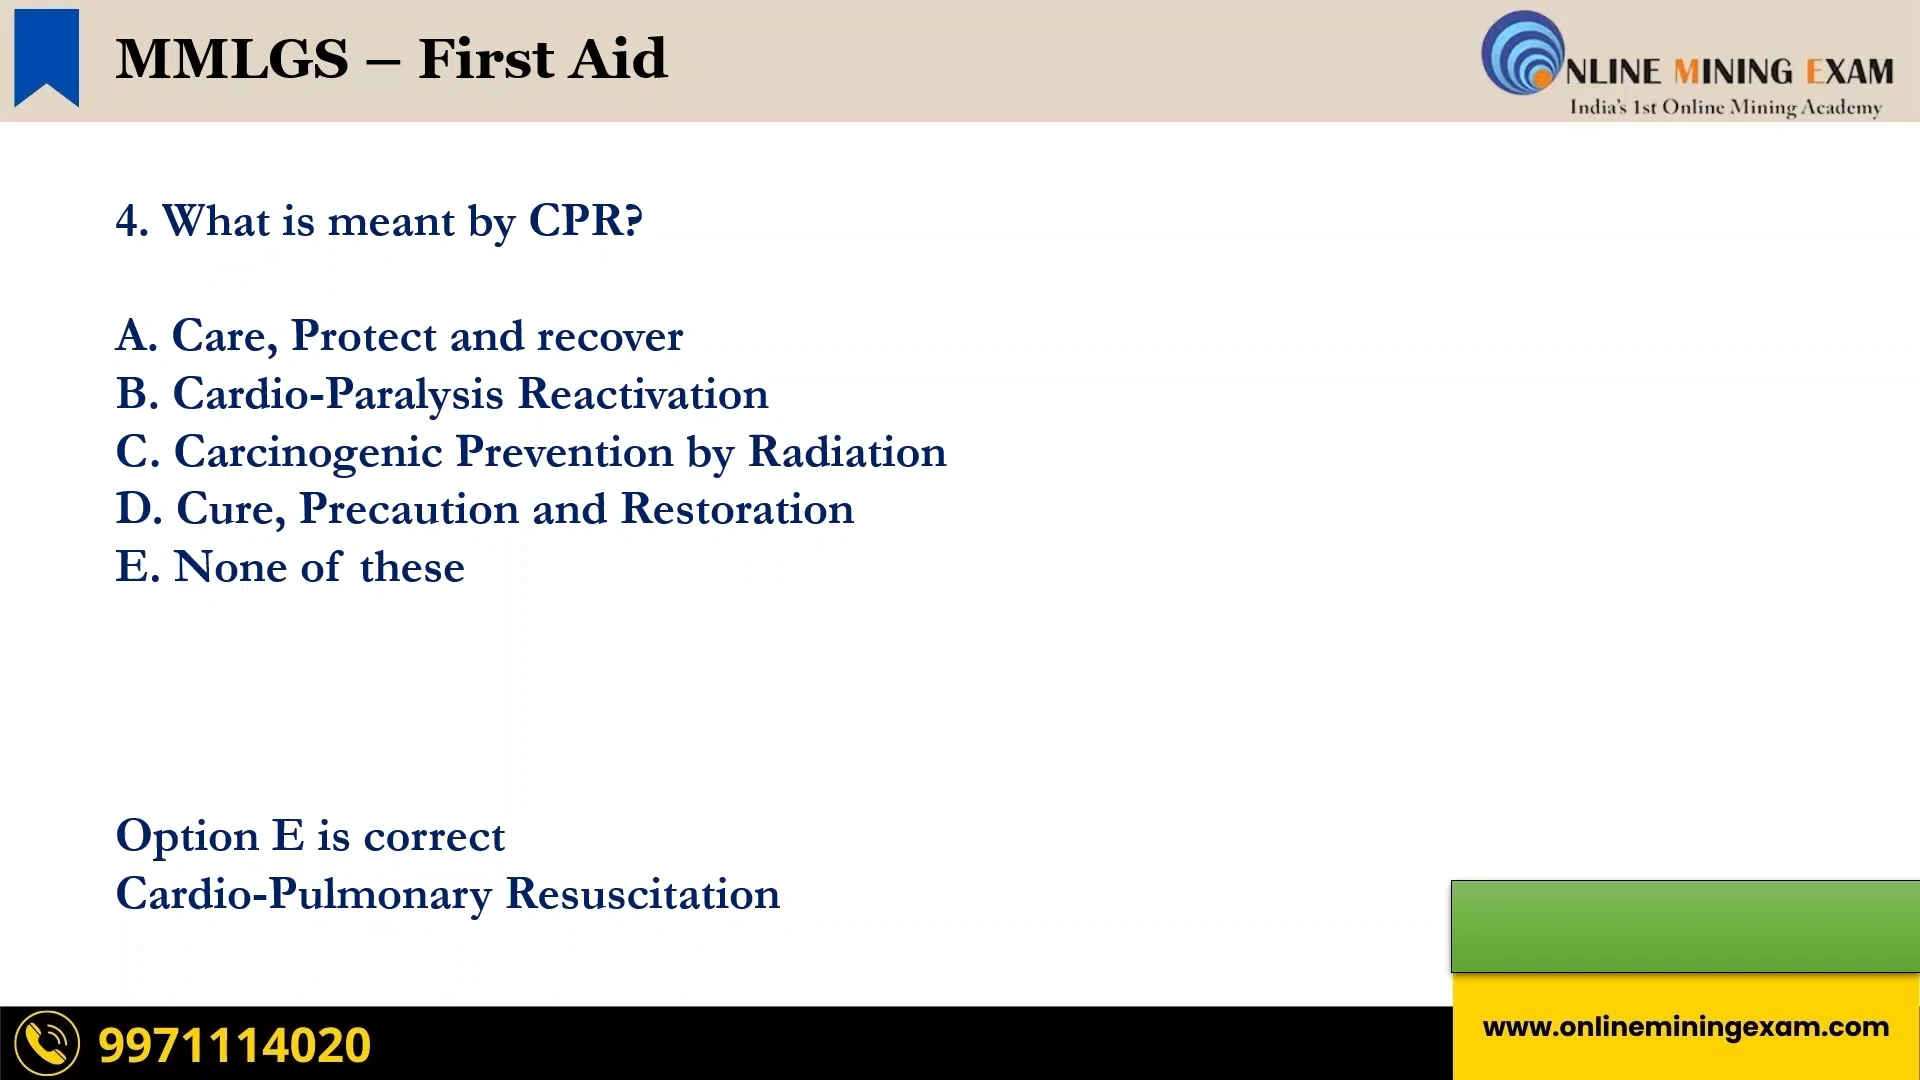 MMLGS – First Aid
NLINE MINING EXAM
India's 1st Online Mining Academy
4. What is meant by CPR?
A. Care, Protect and recover
B. Cardio-Paralysis Reactivation
C. Carcinogenic Prevention by Radiation
D. Cure, Precaution and Restoration
E. None of these
Option E is correct
Cardio-Pulmonary Resuscitation
9971114020
www.onlineminingexam.com